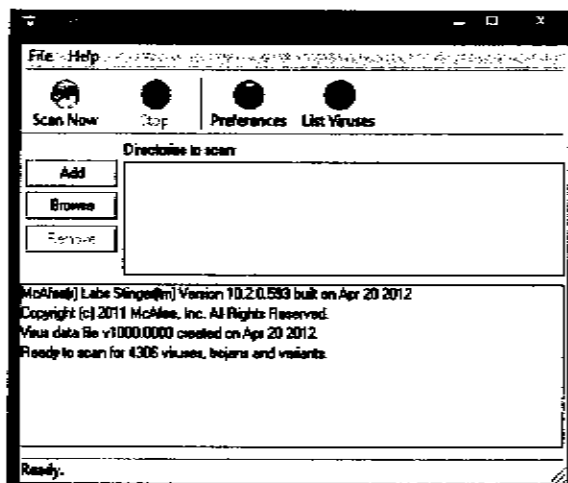 File Help
Scan Now Stop Preferences List Viruses
Directories to scan:
Add
Browse
Remove
McAfee[r] Labs Stinger[tm] Version 10.2.0.593 built on Apr 20 2012
Copyright [c] 2011 McAfee, Inc. All Rights Reserved.
Virus data file v1000.0000 created on Apr 20 2012.
Ready to scan for 4306 viruses, trojans and variants.
Ready.